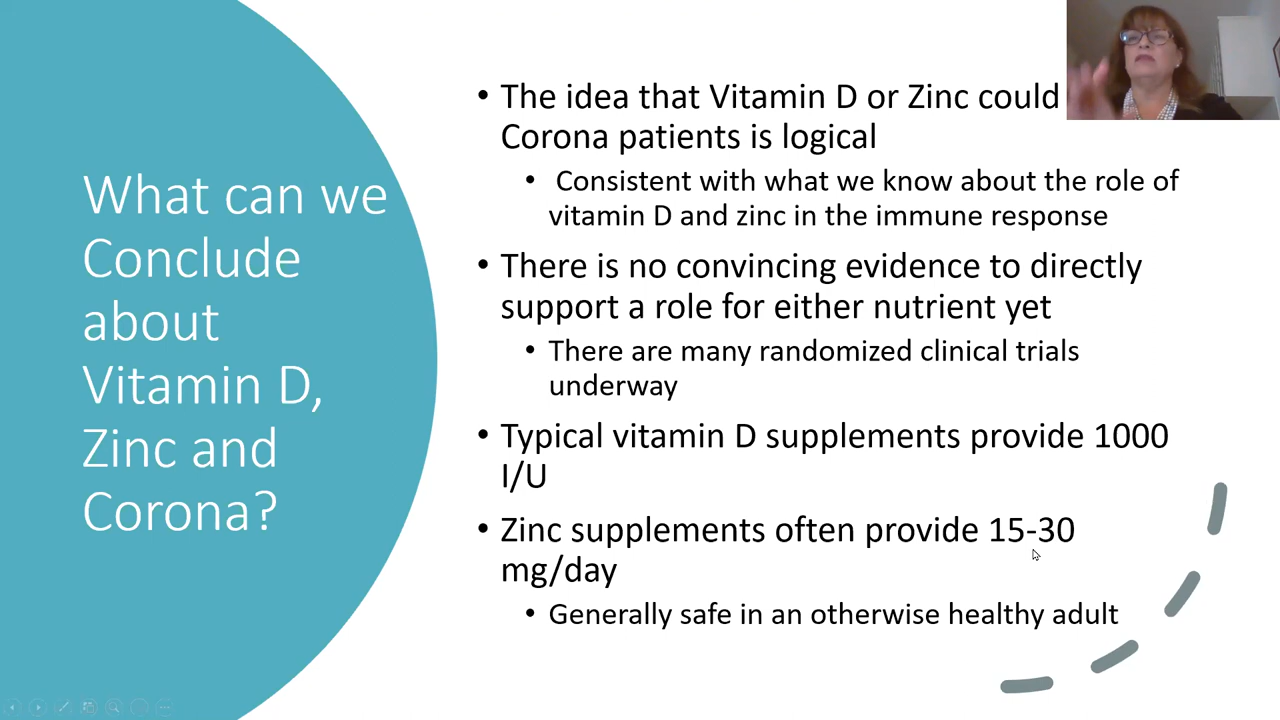 What can we
Conclude
about
Vitamin D,
Zinc and
Corona?
• The idea that Vitamin D or Zinc could
Corona patients is logical
• Consistent with what we know about the role of
vitamin D and zinc in the immune response
• There is no convincing evidence to directly
support a role for either nutrient yet
• There are many randomized clinical trials
underway
• Typical vitamin D supplements provide 1000
I/U
• Zinc supplements often provide 15-30
mg/day
• Generally safe in an otherwise healthy adult